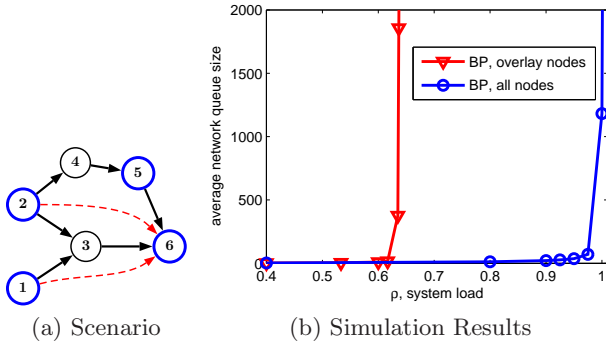 4
5
2
3
6
1
(a) Scenario
average network queue size
2000
1500
1000
500
0
BP, overlay nodes
BP, all nodes
0.4 0.5 0.6 0.7 0.8 0.9 1
ρ, system load
(b) Simulation Results